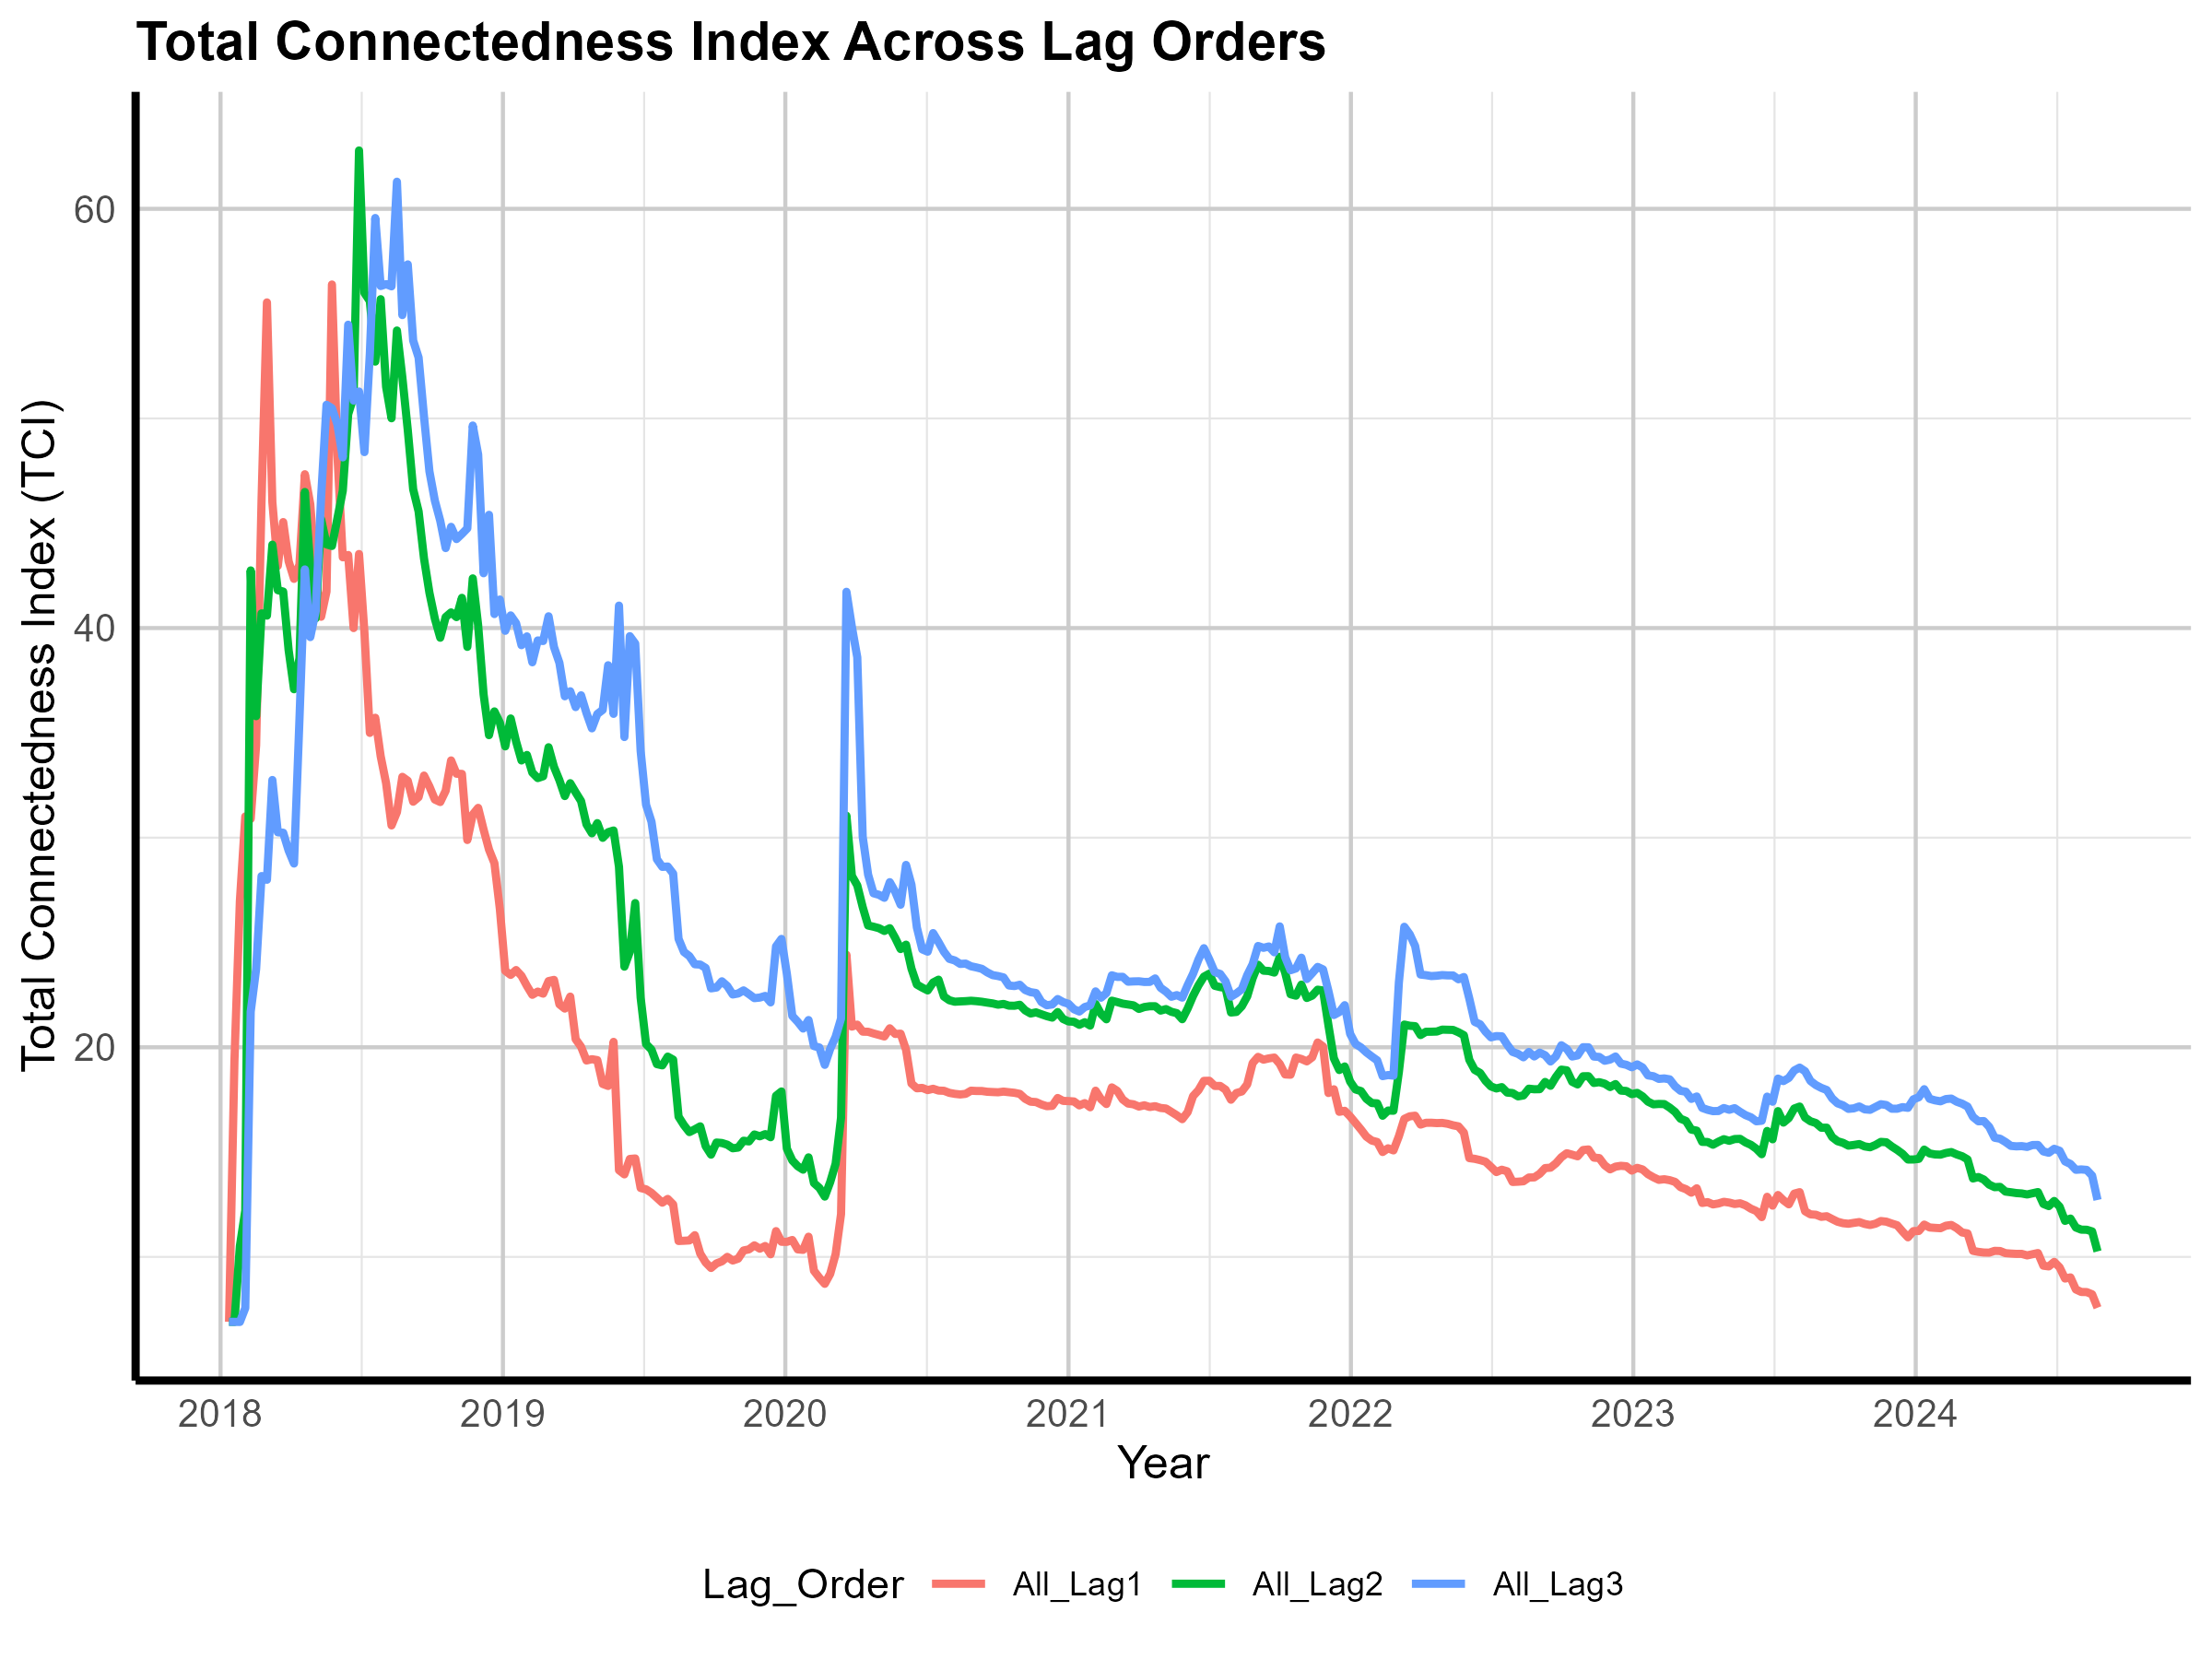 Total Connectedness Index Across Lag Orders
Total Connectedness Index (TCI)
60
40
20
2018 2019 2020 2021 2022 2023 2024
Year
Lag_Order All_Lag1 All_Lag2 All_Lag3